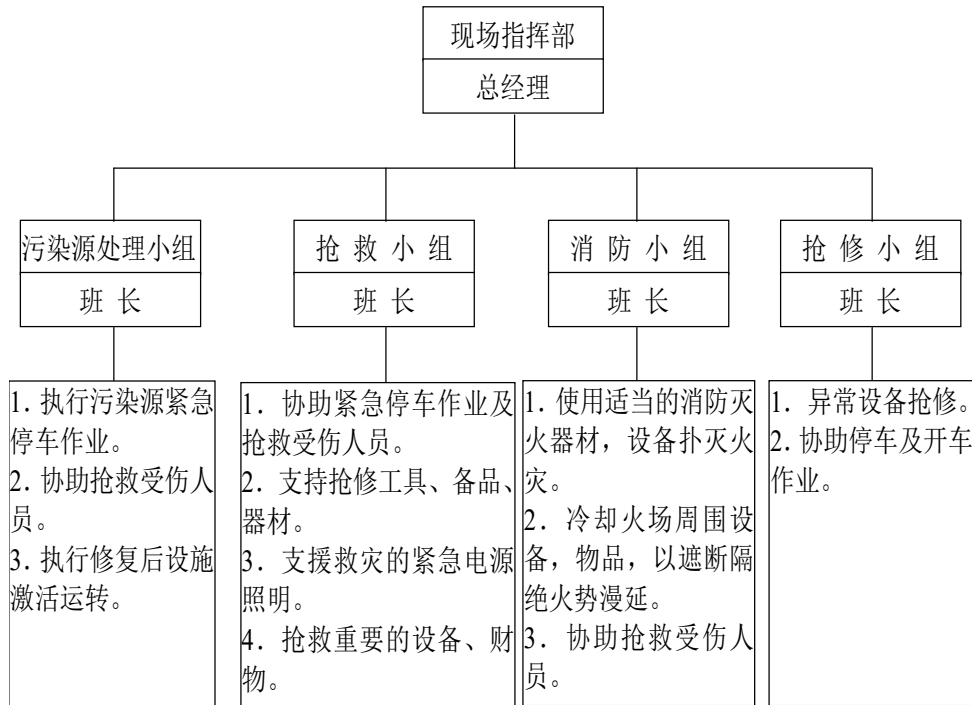 现场指挥部
总经理
污染源处理小组
班 长
抢 救 小 组
班 长
消 防 小 组
班 长
抢 修 小 组
班 长
1. 执行污染源紧急
停车作业。
2. 协助抢救受伤人
员。
3. 执行修复后设施
激活运转。
1. 协助紧急停车作业及
抢救受伤人员。
2. 支持抢修工具、备品、
器材。
3. 支援救灾的紧急电源
照明。
4. 抢救重要的设备、财
物。
1. 使用适当的消防灭
火器材，设备扑灭火
灾。
2. 冷却火场周围设
备，物品，以遮断隔
绝火势漫延。
3. 协助抢救受伤人
员。
1. 异常设备抢修。
2. 协助停车及开车
作业。